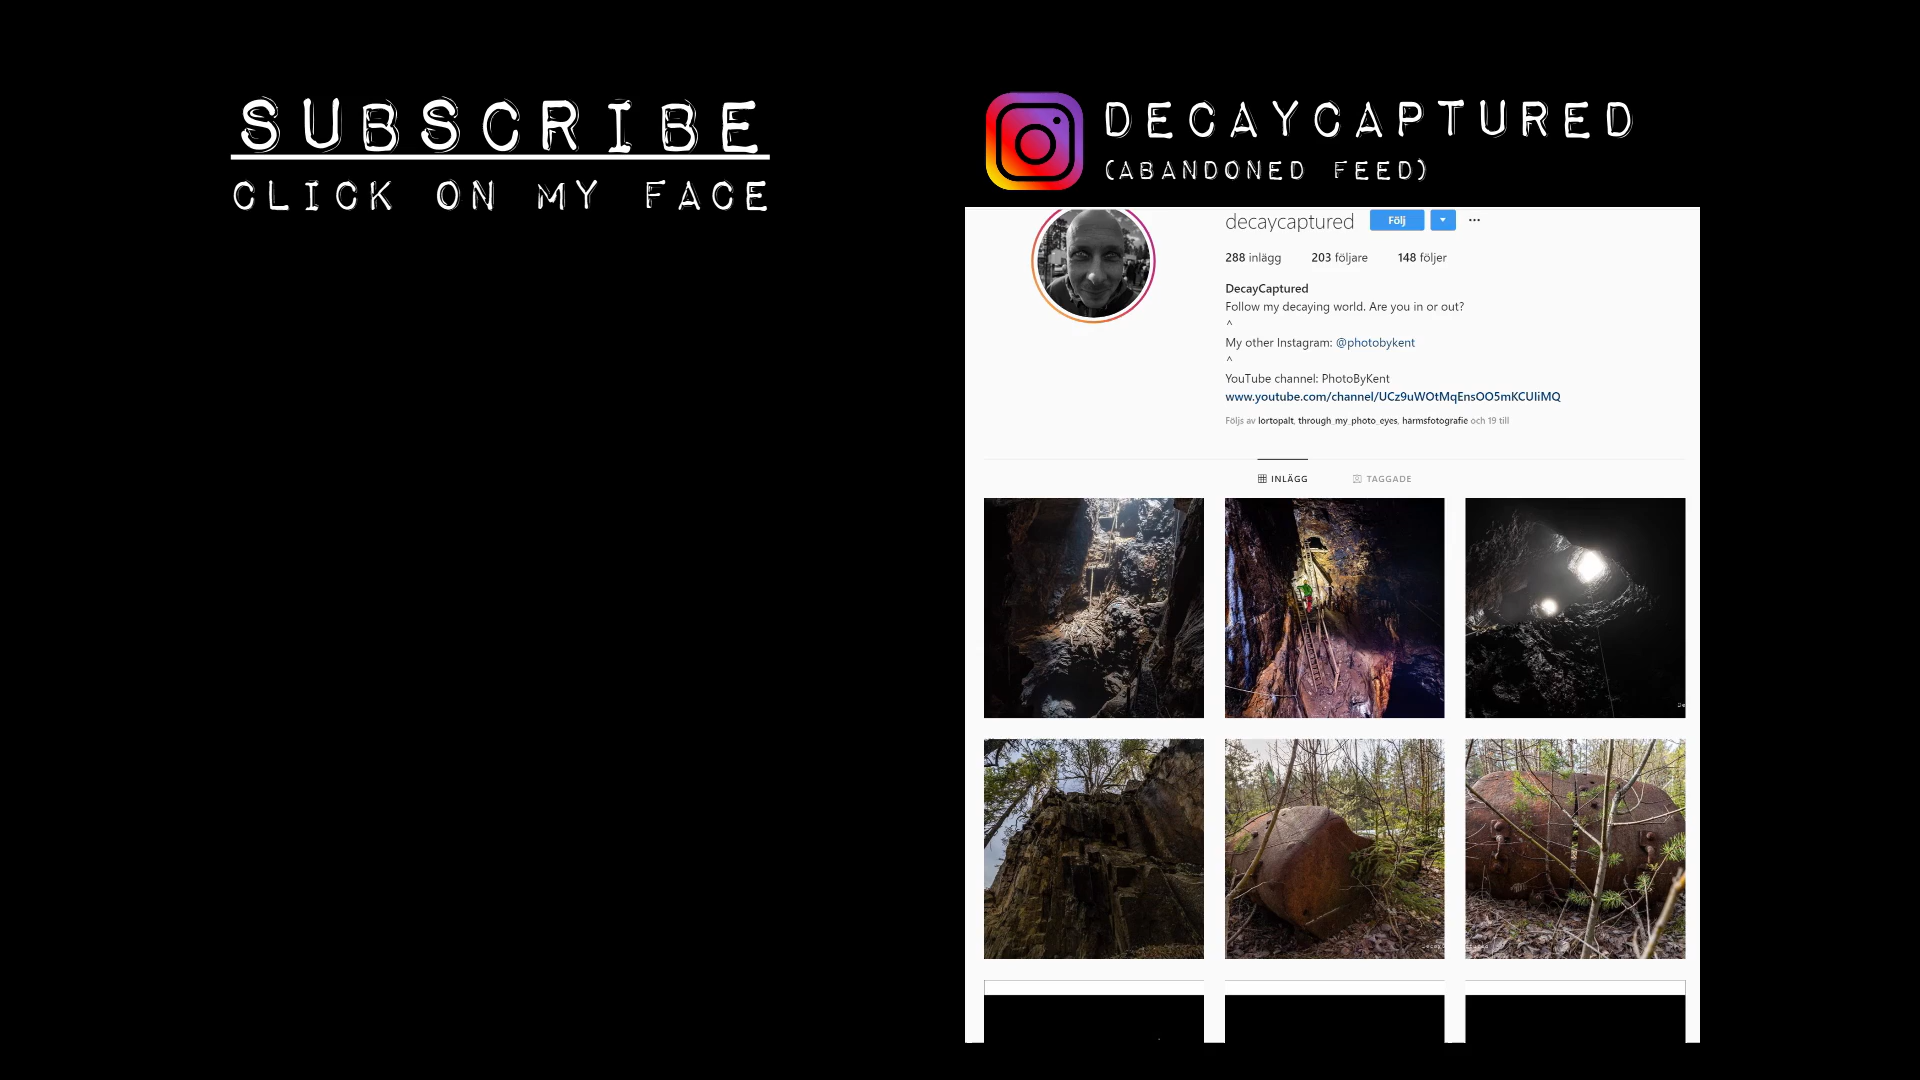 SUBSCRIBE
CLICK ON MY FACE
DECAYCAPTURED
(ABANDONED FEED)
decaycaptured Följ ...
288 inlägg 203 följare 148 följer
DecayCaptured
Follow my decaying world. Are you in or out?
^
My other Instagram: @photobykent
^
YouTube channel: PhotoByKent
www.youtube.com/channel/UCz9uWOtMqEnsOO5mKCUliMQ
Följs av lortopalt, through_my_photo_eyes, harmsfotografie och 19 till
INLÄGG TAGGADE